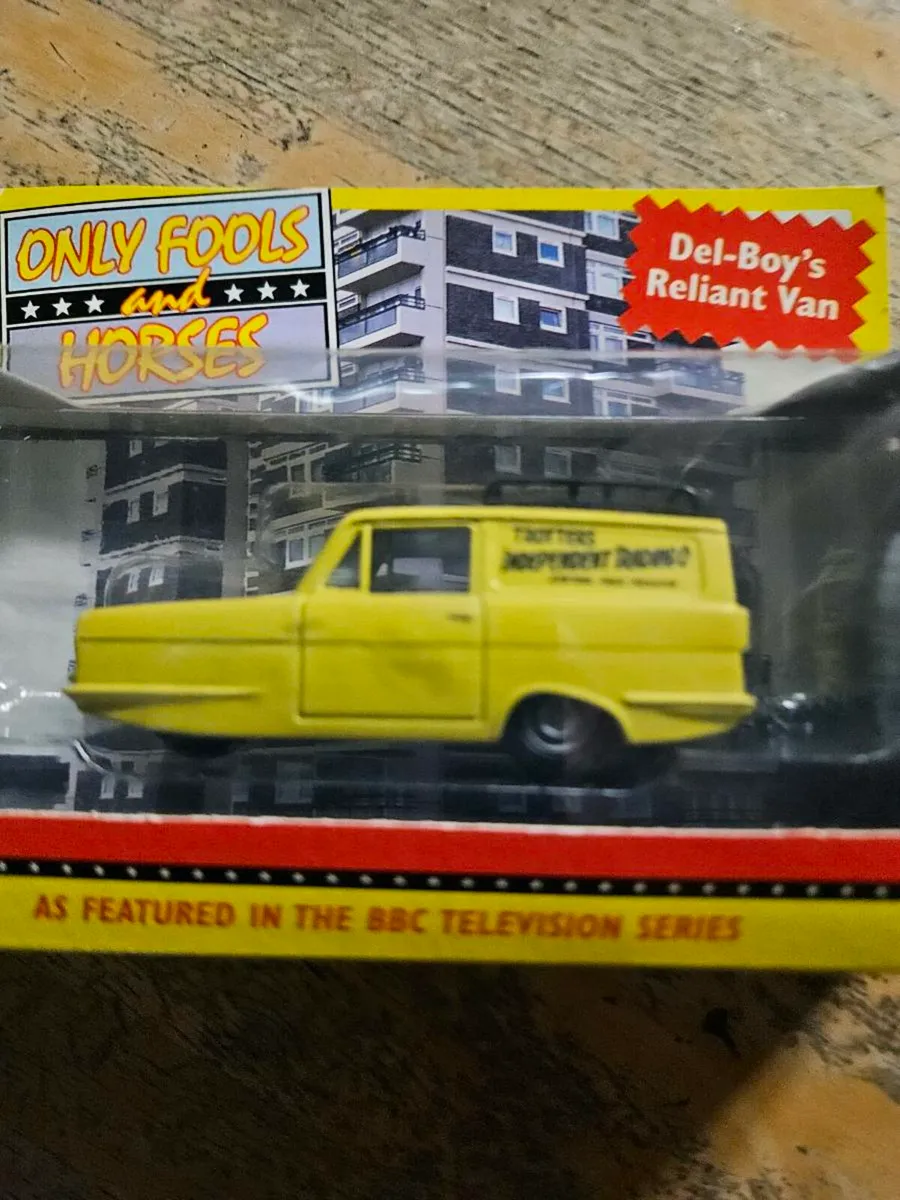 ONLY FOOLS
and
HORSES
Del-Boy's
Reliant Van
TROTTERS
INDEPENDENT TRADING Cº
AS FEATURED IN THE BBC TELEVISION SERIES